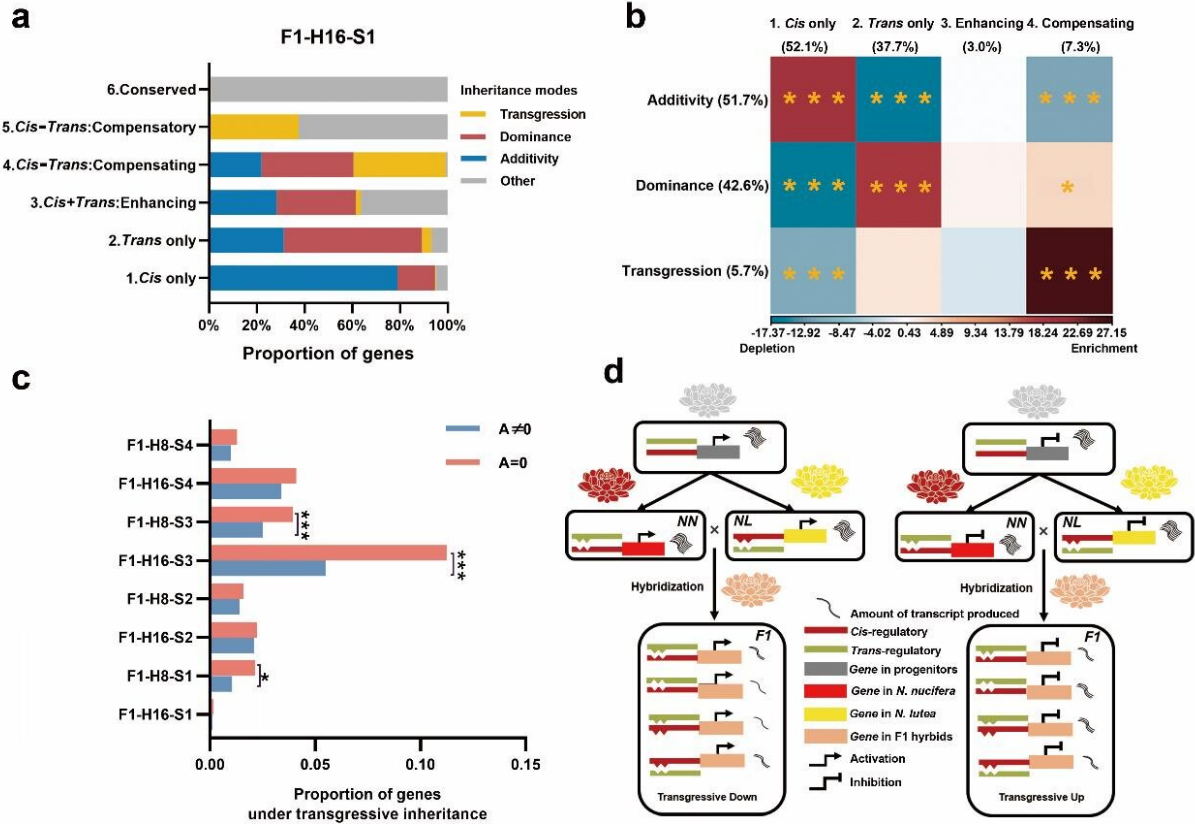 a
F1-H16-S1
6.Conserved
5.Cis−Trans:Compensatory
4.Cis−Trans:Compensating
3.Cis+Trans:Enhancing
2.Trans only
1.Cis only
0% 20% 40% 60% 80% 100%
Proportion of genes
Inheritance modes
Transgression
Dominance
Additivity
Other
b
1. Cis only 2. Trans only 3. Enhancing 4. Compensating
(52.1%) (37.7%) (3.0%) (7.3%)
Additivity (51.7%) * * * * * * * * *
Dominance (42.6%) * * * * * * *
Transgression (5.7%) * * * * * *
-17.37 -12.92 -8.47 -4.02 0.43 4.89 9.34 13.79 18.24 22.69 27.15
Depletion Enrichment
c
A≠0
A=0
F1-H8-S4
F1-H16-S4
F1-H8-S3 ***
F1-H16-S3 ***
F1-H8-S2
F1-H16-S2
F1-H8-S1 *
F1-H16-S1
0.00 0.05 0.10 0.15
Proportion of genes
under transgressive inheritance
d
NN × NL
NN × NL
Hybridization
Hybridization
F1
Transgressive Down
Amount of transcript produced
Cis-regulatory
Trans-regulatory
Gene in progenitors
Gene in N. nucifera
Gene in N. lutea
Gene in F1 hybrids
Activation
Inhibition
F1
Transgressive Up